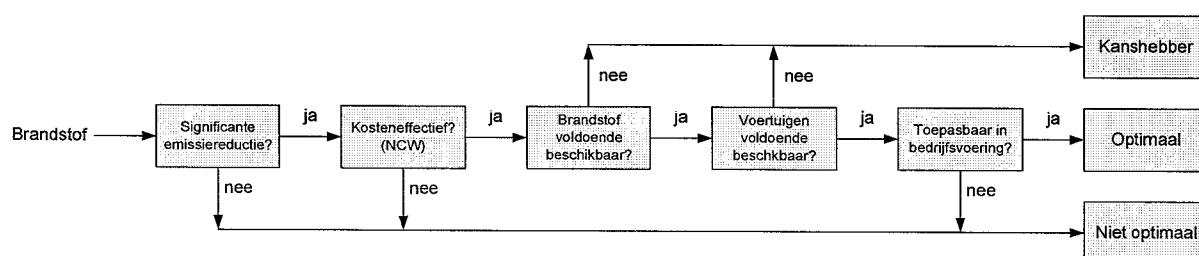 Kanshebber
nee
nee
Brandstof
Significante
emissiereductie?
ja
Kosteneffectief?
(NCW)
ja
Brandstof
voldoende
beschikbaar?
ja
Voertuigen
voldoende
beschkbaar?
ja
Toepasbaar in
bedrijfsvoering?
ja
Optimaal
nee
nee
nee
Niet optimaal